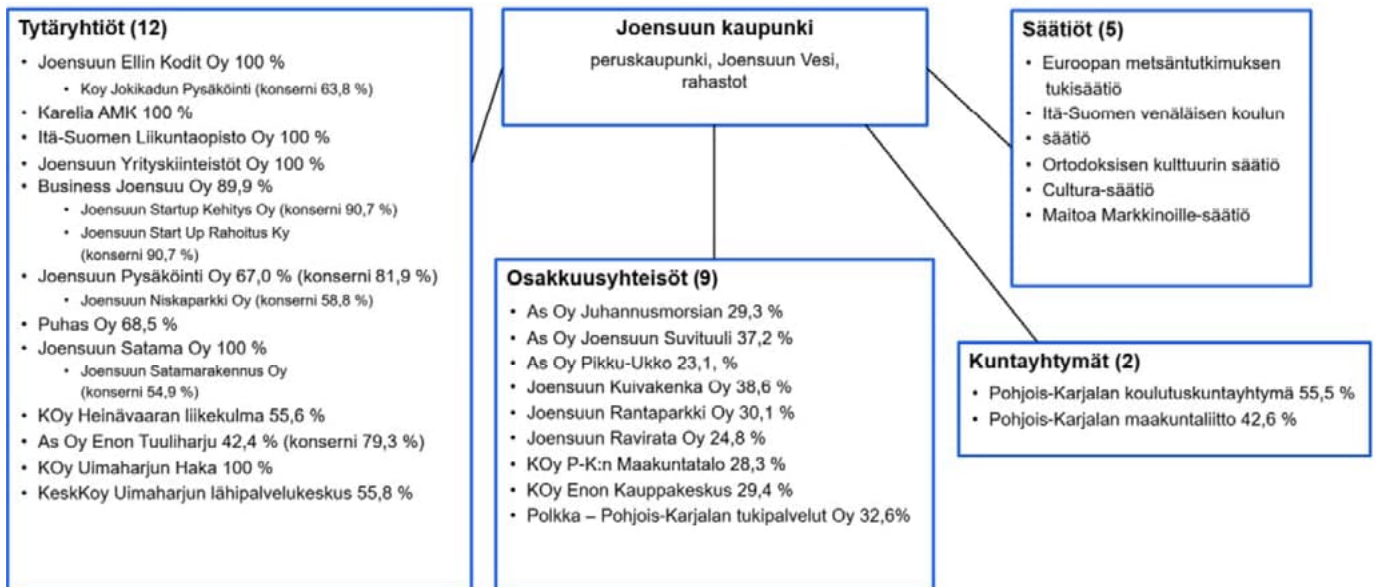 Tytäryhtiöt (12)
• Joensuun Ellin Kodit Oy 100 %
• Koy Jokikadun Pysäköinti (konserni 63,8 %)
• Karelia AMK 100 %
• Itä-Suomen Liikuntaopisto Oy 100 %
• Joensuun Yrityskiinteistöt Oy 100 %
• Business Joensuu Oy 89,9 %
• Joensuun Startup Kehitys Oy (konserni 90,7 %)
• Joensuun Start Up Rahoitus Ky
(konserni 90,7 %)
• Joensuun Pysäköinti Oy 67,0 % (konserni 81,9 %)
• Joensuun Niskaparkki Oy (konserni 58,8 %)
• Puhas Oy 68,5 %
• Joensuun Satama Oy 100 %
• Joensuun Satamarakennus Oy
(konserni 54,9 %)
• KOy Heinävaaran liikekulma 55,6 %
• As Oy Enon Tuuliharju 42,4 % (konserni 79,3 %)
• KOy Uimaharjun Haka 100 %
• KeskKoy Uimaharjun lähipalvelukeskus 55,8 %
Joensuun kaupunki
peruskaupunki, Joensuun Vesi,
rahastot
Osakkuusyhteisöt (9)
• As Oy Juhannusmorsian 29,3 %
• As Oy Joensuun Suvituuli 37,2 %
• As Oy Pikku-Ukko 23,1, %
• Joensuun Kuivakenka Oy 38,6 %
• Joensuun Rantaparkki Oy 30,1 %
• Joensuun Ravirata Oy 24,8 %
• KOy P-K:n Maakuntatalo 28,3 %
• KOy Enon Kauppakeskus 29,4 %
• Polkka – Pohjois-Karjalan tukipalvelut Oy 32,6%
Säätiöt (5)
• Euroopan metsäntutkimuksen
tukisäätiö
• Itä-Suomen venäläisen koulun
• säätiö
• Ortodoksisen kulttuurin säätiö
• Cultura-säätiö
• Maitoa Markkinoille-säätiö
Kuntayhtymät (2)
• Pohjois-Karjalan koulutuskuntayhtymä 55,5 %
• Pohjois-Karjalan maakuntaliitto 42,6 %